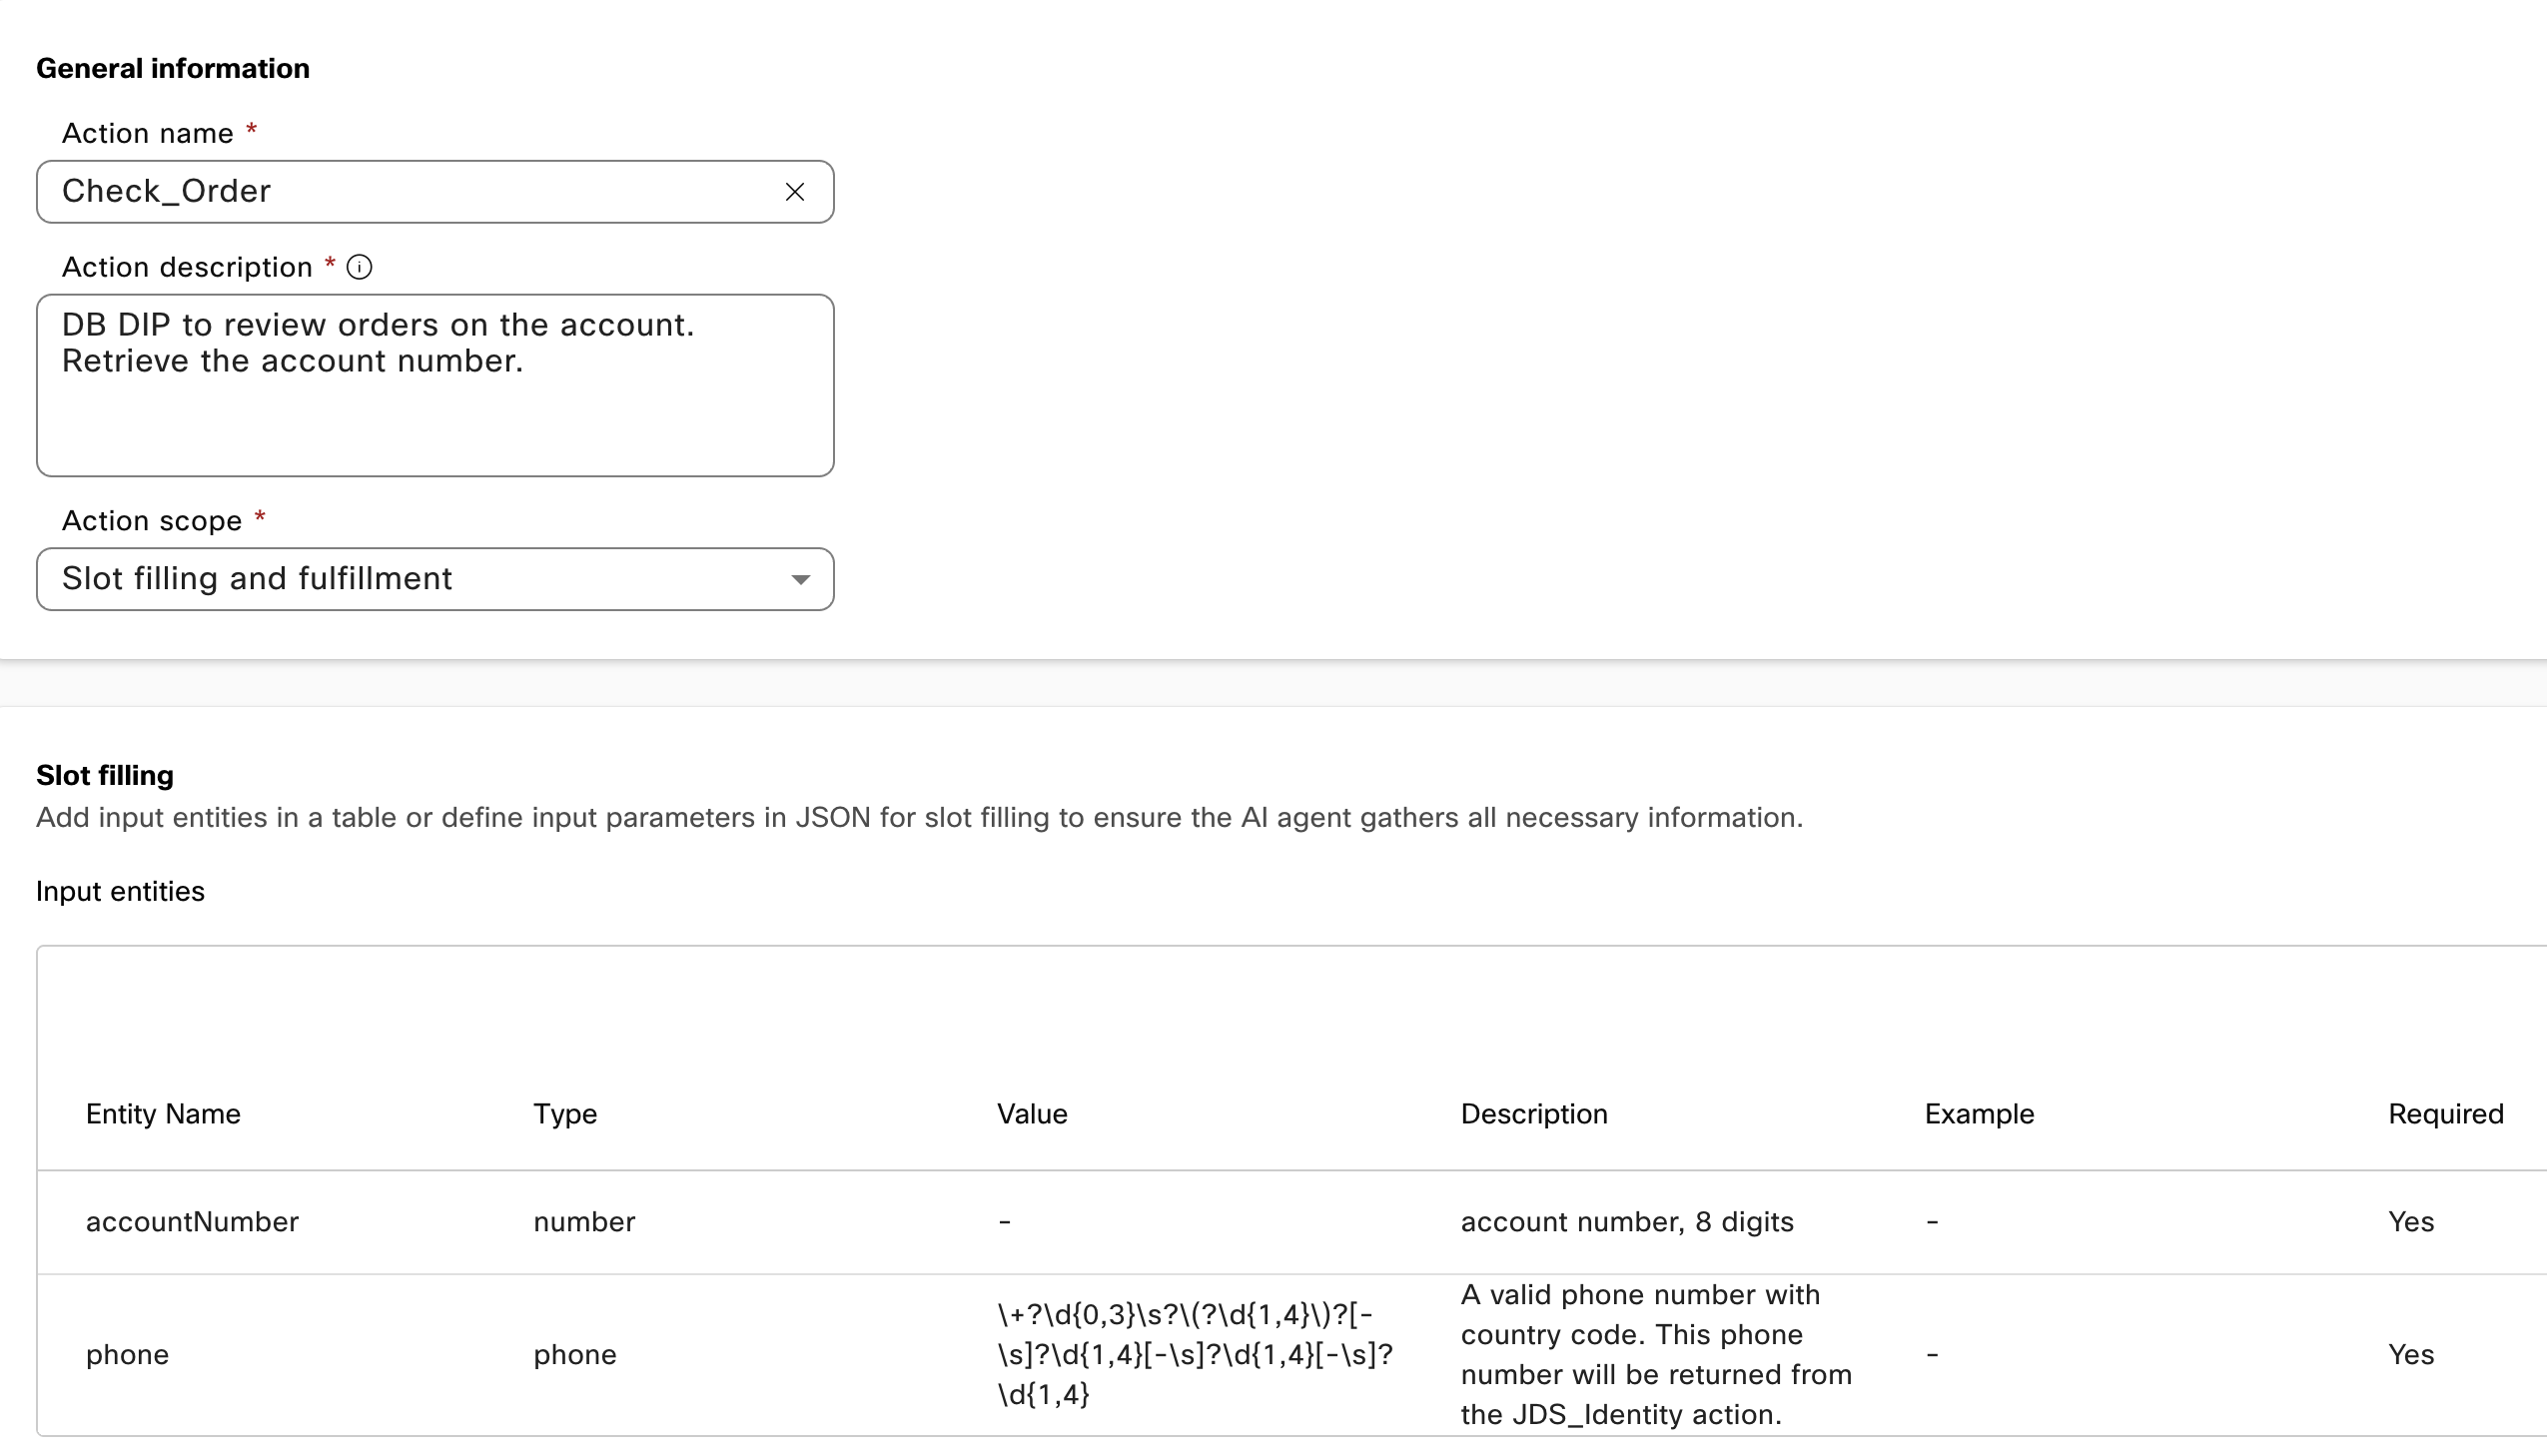 General information
Action name *
Check_Order
Action description *
DB DIP to review orders on the account.
Retrieve the account number.
Action scope *
Slot filling and fulfillment
Slot filling
Add input entities in a table or define input parameters in JSON for slot filling to ensure the AI agent gathers all necessary information.
Input entities
Entity Name Type Value Description Example Required
accountNumber number - account number, 8 digits - Yes
phone phone \+?\d{0,3}\s?\(?\d{1,4}\)?[-
\s]?\d{1,4}[-\s]?\d{1,4}[-\s]?
\d{1,4}
A valid phone number with
country code. This phone
number will be returned from
the JDS_Identity action.
- Yes